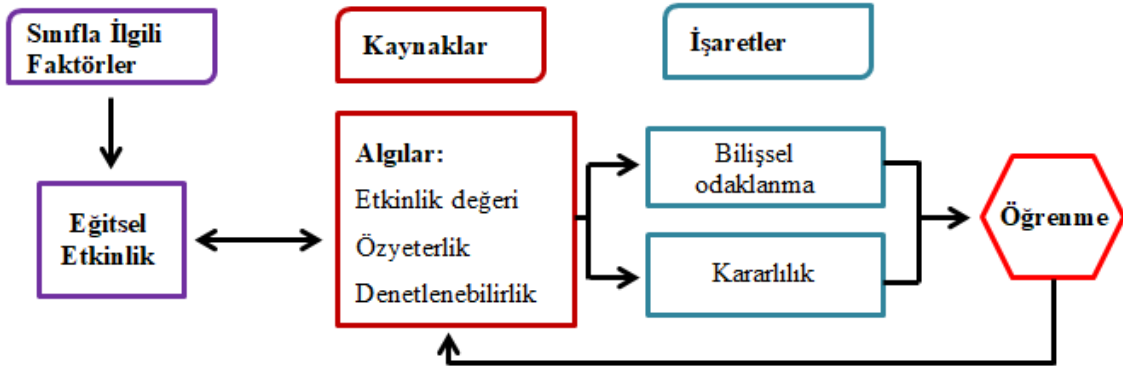 Sınıfla İlgili
Faktörler
Kaynaklar
İşaretler
Eğitsel
Etkinlik
Algılar:
Etkinlik değeri
Özyeterlik
Denetlenebilirlik
Bilişsel
odaklanma
Kararlılık
Öğrenme